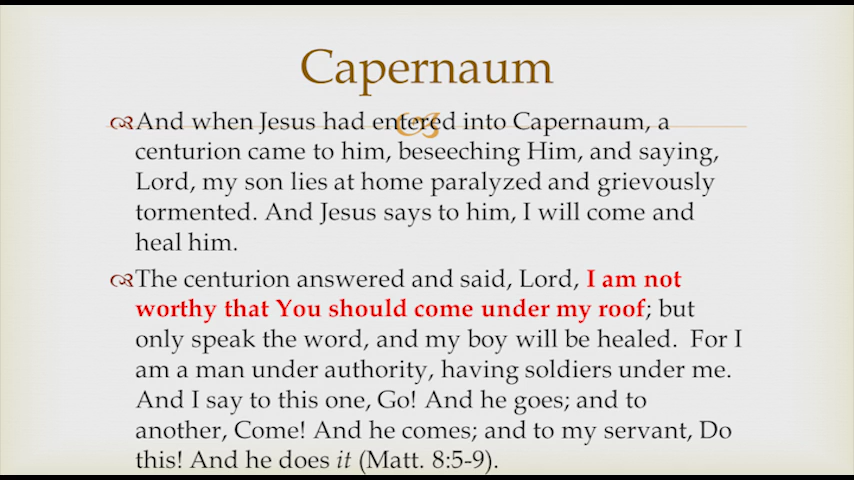 Capernaum
And when Jesus had entered into Capernaum, a
centurion came to him, beseeching Him, and saying,
Lord, my son lies at home paralyzed and grievously
tormented. And Jesus says to him, I will come and
heal him.
The centurion answered and said, Lord, I am not
worthy that You should come under my roof; but
only speak the word, and my boy will be healed.  For I
am a man under authority, having soldiers under me.
And I say to this one, Go! And he goes; and to
another, Come! And he comes; and to my servant, Do
this! And he does it (Matt. 8:5-9).